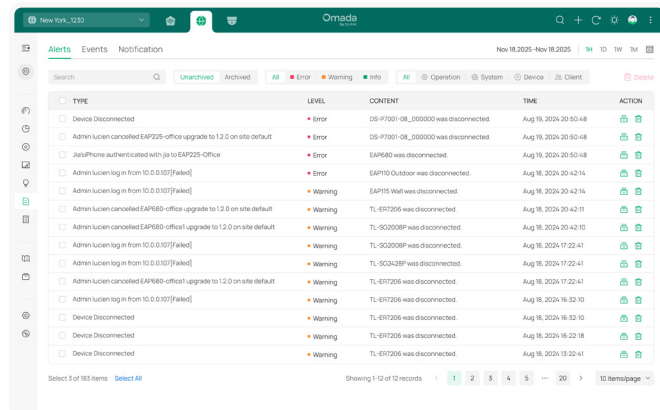 New York_1230
Omada
by tp-link
Alerts Events Notification Nov 18,2025 -Nov 18,2025 1H 1D 1W 1M
Search Unarchived Archived All Error Warning Info All Operation System Device Client Delete
TYPE LEVEL CONTENT TIME ACTION
Device Disconnected Error DS-P7001-08_000000 was disconnected. Aug 19, 2024 20:50:48
Admin lucien cancelled EAP225-office upgrade to 1.2.0 on site default Error DS-P7001-08_000000 was disconnected. Aug 19, 2024 20:50:48
Jia'siPhone authenticated with jia to EAP225-Office Error EAP680 was disconnected. Aug 19, 2024 20:50:48
Admin lucien log in from 10.0.0.107[Failed] Error EAP110 Outdoor was disconnected. Aug 18, 2024 20:42:14
Admin lucien log in from 10.0.0.107[Failed] Warning EAP115 Wall was disconnected. Aug 18, 2024 20:42:14
Admin lucien cancelled EAP680-office upgrade to 1.2.0 on site default Warning TL-ER7206 was disconnected. Aug 18, 2024 20:42:11
Admin lucien cancelled EAP680-office1 upgrade to 1.2.0 on site default Warning TL-SG2008P was disconnected. Aug 18, 2024 20:42:10
Admin lucien log in from 10.0.0.107[Failed] Warning TL-SG2008P was disconnected. Aug 18, 2024 17:22:41
Admin lucien log in from 10.0.0.107[Failed] Warning TL-SG2428P was disconnected. Aug 18, 2024 17:22:41
Admin lucien cancelled EAP680-office1 upgrade to 1.2.0 on site default Warning TL-ER7206 was disconnected. Aug 18, 2024 17:22:41
Admin lucien log in from 10.0.0.107[Failed] Warning TL-ER7206 was disconnected. Aug 18, 2024 16:32:10
Device Disconnected Warning TL-ER7206 was disconnected. Aug 18, 2024 16:32:10
Device Disconnected Warning TL-ER7206 was disconnected. Aug 18, 2024 16:22:18
Device Disconnected Warning TL-ER7206 was disconnected. Aug 18, 2024 13:22:41
Select 3 of 183 items Select All Showing 1-12 of 12 records < 1 2 3 4 5 ... 20 > 10 Items/page